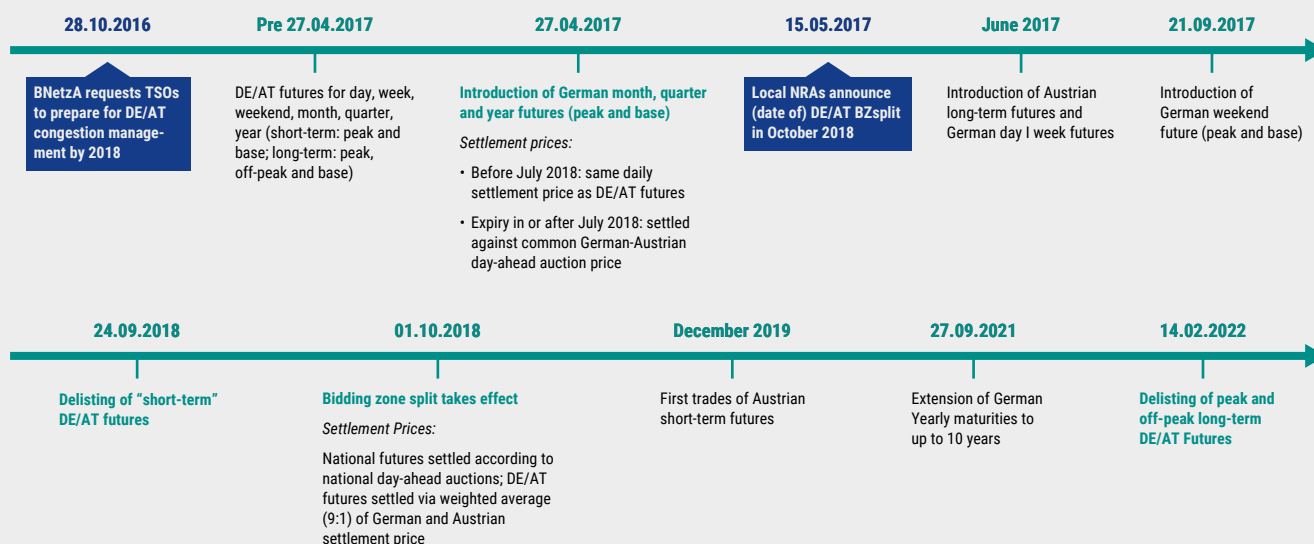 28.10.2016
BNetzA requests TSOs
to prepare for DE/AT
congestion manage-
ment by 2018
Pre 27.04.2017
DE/AT futures for day, week,
weekend, month, quarter,
year (short-term: peak and
base; long-term: peak,
off-peak and base)
27.04.2017
Introduction of German month, quarter
and year futures (peak and base)
Settlement prices:
• Before July 2018: same daily
settlement price as DE/AT futures
• Expiry in or after July 2018: settled
against common German-Austrian
day-ahead auction price
15.05.2017
Local NRAs announce
(date of) DE/AT BZsplit
in October 2018
June 2017
Introduction of Austrian
long-term futures and
German day I week futures
21.09.2017
Introduction of
German weekend
future (peak and base)
24.09.2018
Delisting of “short-term”
DE/AT futures
01.10.2018
Bidding zone split takes effect
Settlement Prices:
National futures settled according to
national day-ahead auctions; DE/AT
futures settled via weighted average
(9:1) of German and Austrian
settlement price
December 2019
First trades of Austrian
short-term futures
27.09.2021
Extension of German
Yearly maturities to
up to 10 years
14.02.2022
Delisting of peak and
off-peak long-term
DE/AT Futures